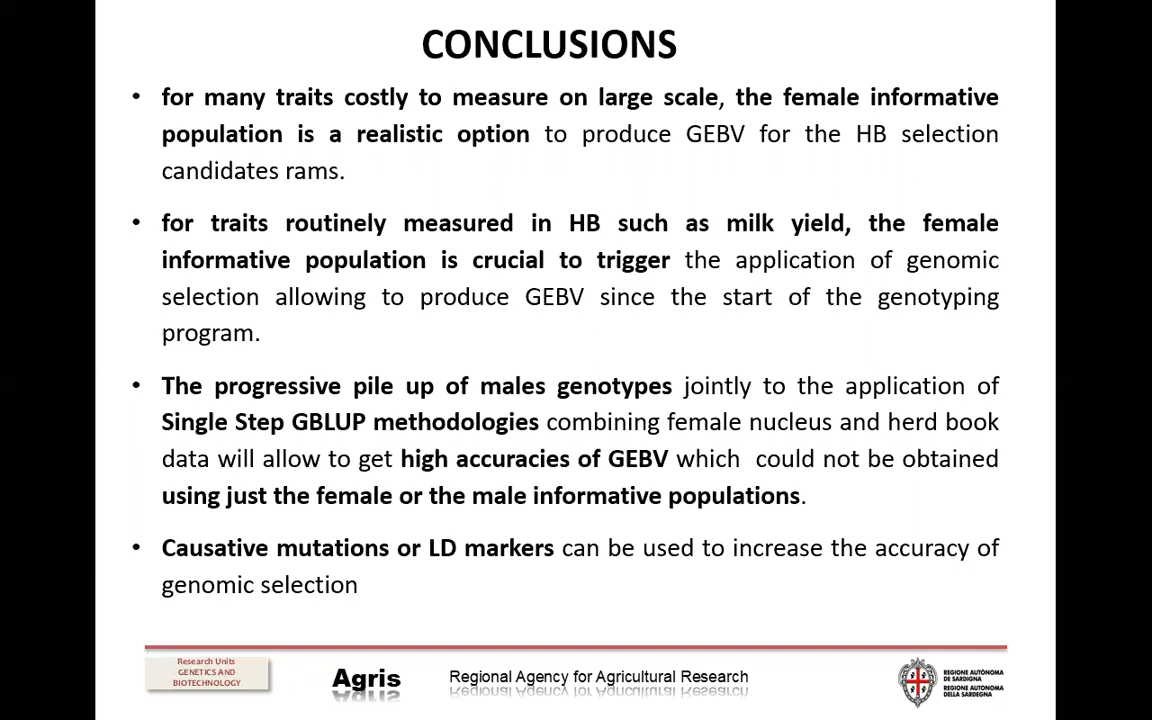 CONCLUSIONS
• for many traits costly to measure on large scale, the female informative
population is a realistic option to produce GEBV for the HB selection
candidates rams.
• for traits routinely measured in HB such as milk yield, the female
informative population is crucial to trigger the application of genomic
selection allowing to produce GEBV since the start of the genotyping
program.
• The progressive pile up of males genotypes jointly to the application of
Single Step GBLUP methodologies combining female nucleus and herd book
data will allow to get high accuracies of GEBV which could not be obtained
using just the female or the male informative populations.
• Causative mutations or LD markers can be used to increase the accuracy of
genomic selection
Research Units
GENETICS AND
BIOTECHNOLOGY
Agris
Regional Agency for Agricultural Research
REGIONE AUTÒNOMA
DE SARDIGNA
REGIONE AUTONOMA
DELLA SARDEGNA